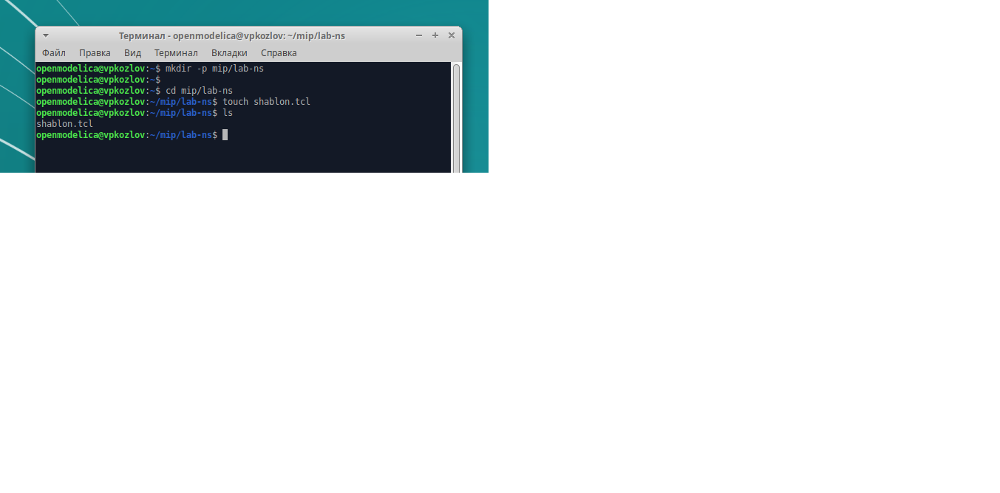 Терминал - openmodelica@vpkozlov: ~/mip/lab-ns
Файл Правка Вид Терминал Вкладки Справка
openmodelica@vpkozlov:~$ mkdir -p mip/lab-ns
openmodelica@vpkozlov:~$
openmodelica@vpkozlov:~$ cd mip/lab-ns
openmodelica@vpkozlov:~/mip/lab-ns$ touch shablon.tcl
openmodelica@vpkozlov:~/mip/lab-ns$ ls
shablon.tcl
openmodelica@vpkozlov:~/mip/lab-ns$